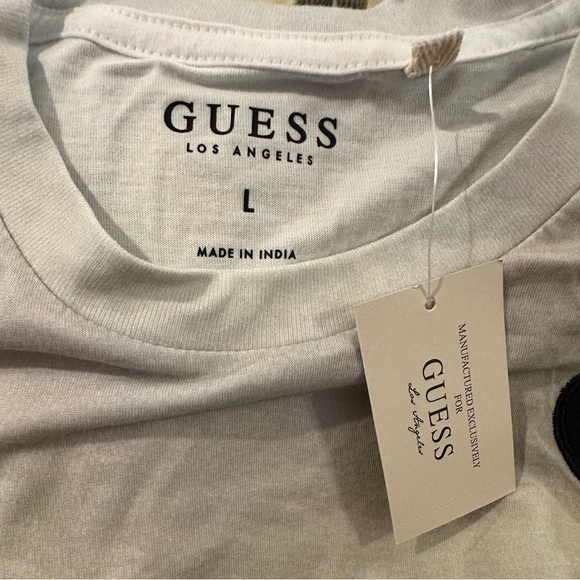 GUESS
LOS ANGELES
L
MADE IN INDIA
MANUFACTURED EXCLUSIVELY
FOR
GUESS
Los Angeles